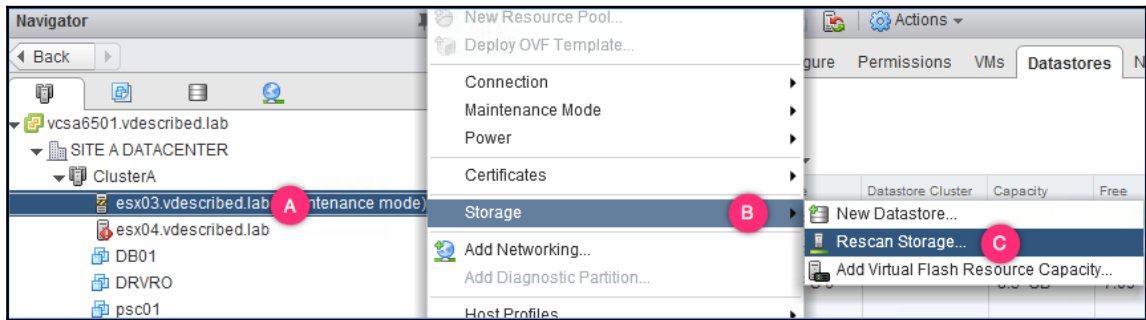 Navigator
Back
vcsa6501.vdescribed.lab
SITE A DATACENTER
ClusterA
esx03.vdescribed.lab A ntenance mode)
esx04.vdescribed.lab
DB01
DRVRO
psc01
New Resource Pool...
Deploy OVF Template...
Connection
Maintenance Mode
Power
Certificates
Storage B
Add Networking...
Add Diagnostic Partition...
Host Profiles
Actions
gure Permissions VMs Datastores N
Datastore Cluster Capacity Free
New Datastore...
Rescan Storage... C
Add Virtual Flash Resource Capacity...